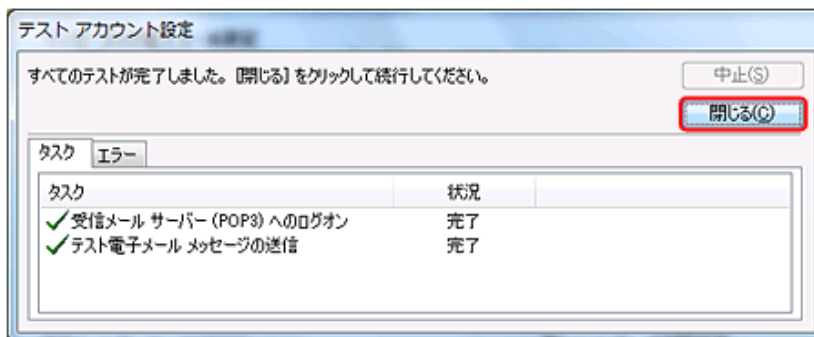 テスト アカウント設定
すべてのテストが完了しました。[閉じる] をクリックして続行してください。
中止(S)
閉じる(C)
タスク エラー
タスク 状況
受信メール サーバー (POP3) へのログオン 完了
テスト電子メール メッセージの送信 完了